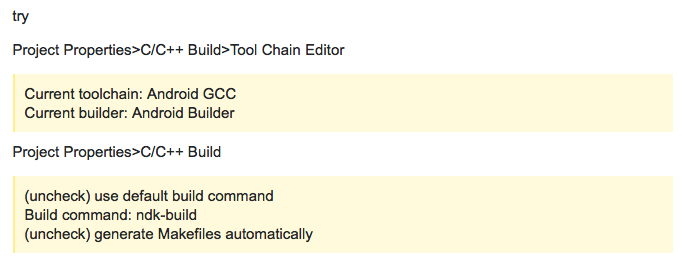 try
Project Properties>C/C++ Build>Tool Chain Editor
Current toolchain: Android GCC
Current builder: Android Builder
Project Properties>C/C++ Build
(uncheck) use default build command
Build command: ndk-build
(uncheck) generate Makefiles automatically